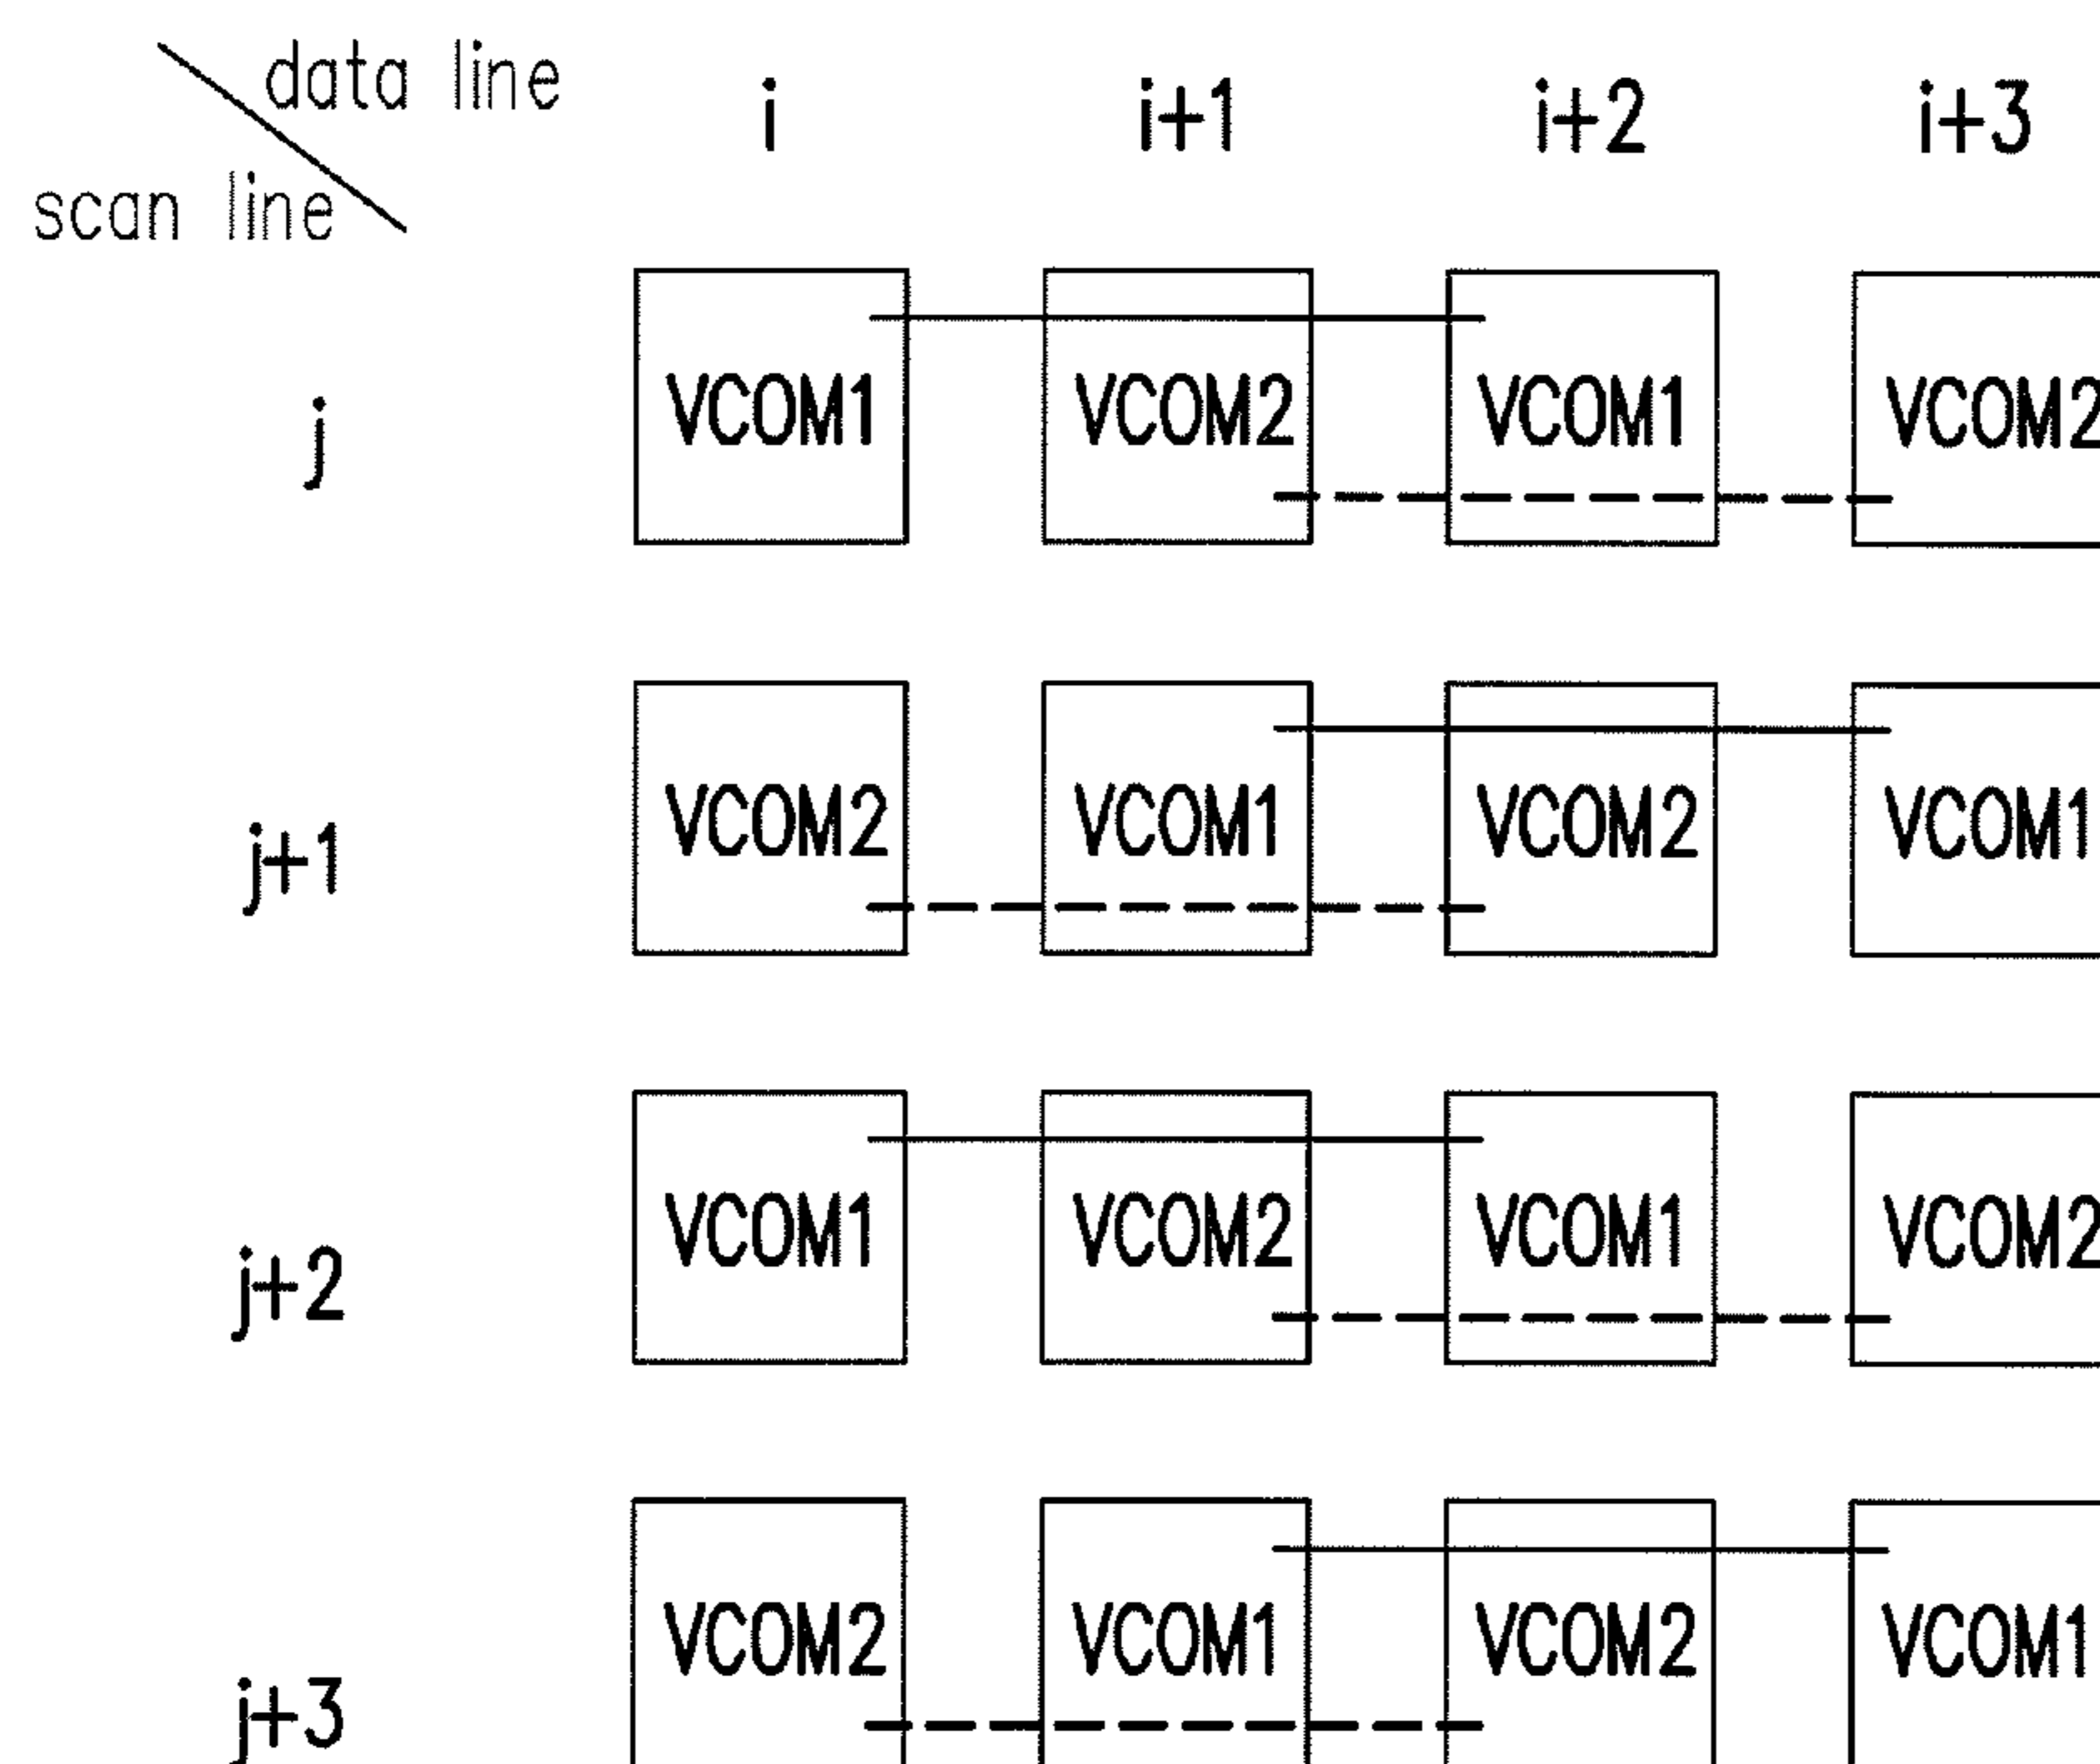 data line
scan line
i i+1 i+2 i+3
j VCOM1 VCOM2 VCOM1 VCOM2
j+1 VCOM2 VCOM1 VCOM2 VCOM1
j+2 VCOM1 VCOM2 VCOM1 VCOM2
j+3 VCOM2 VCOM1 VCOM2 VCOM1